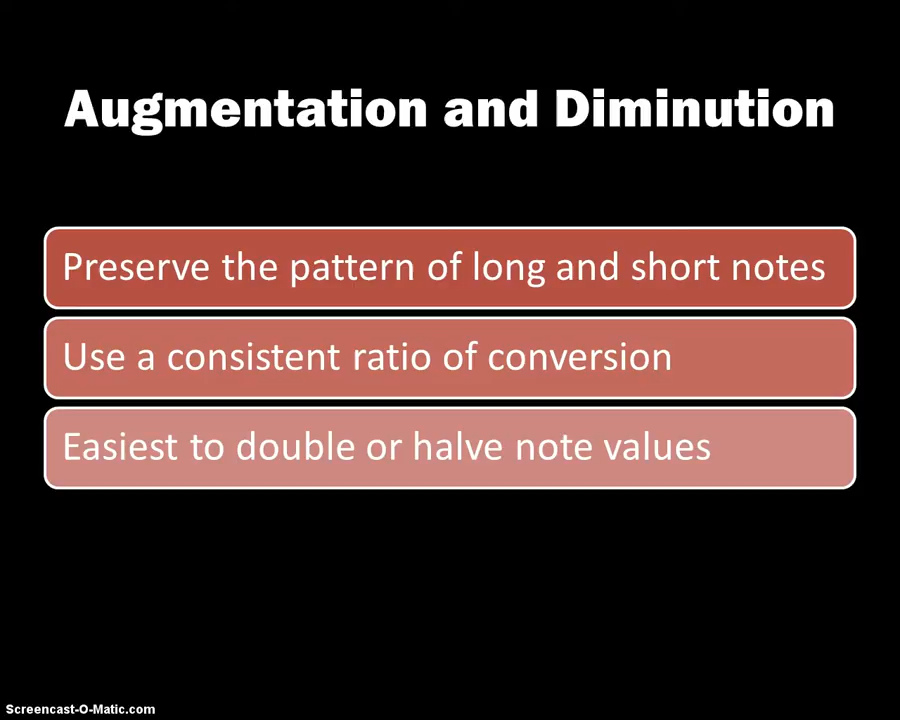 Augmentation and Diminution
Preserve the pattern of long and short notes
Use a consistent ratio of conversion
Easiest to double or halve note values
Screencast-O-Matic.com